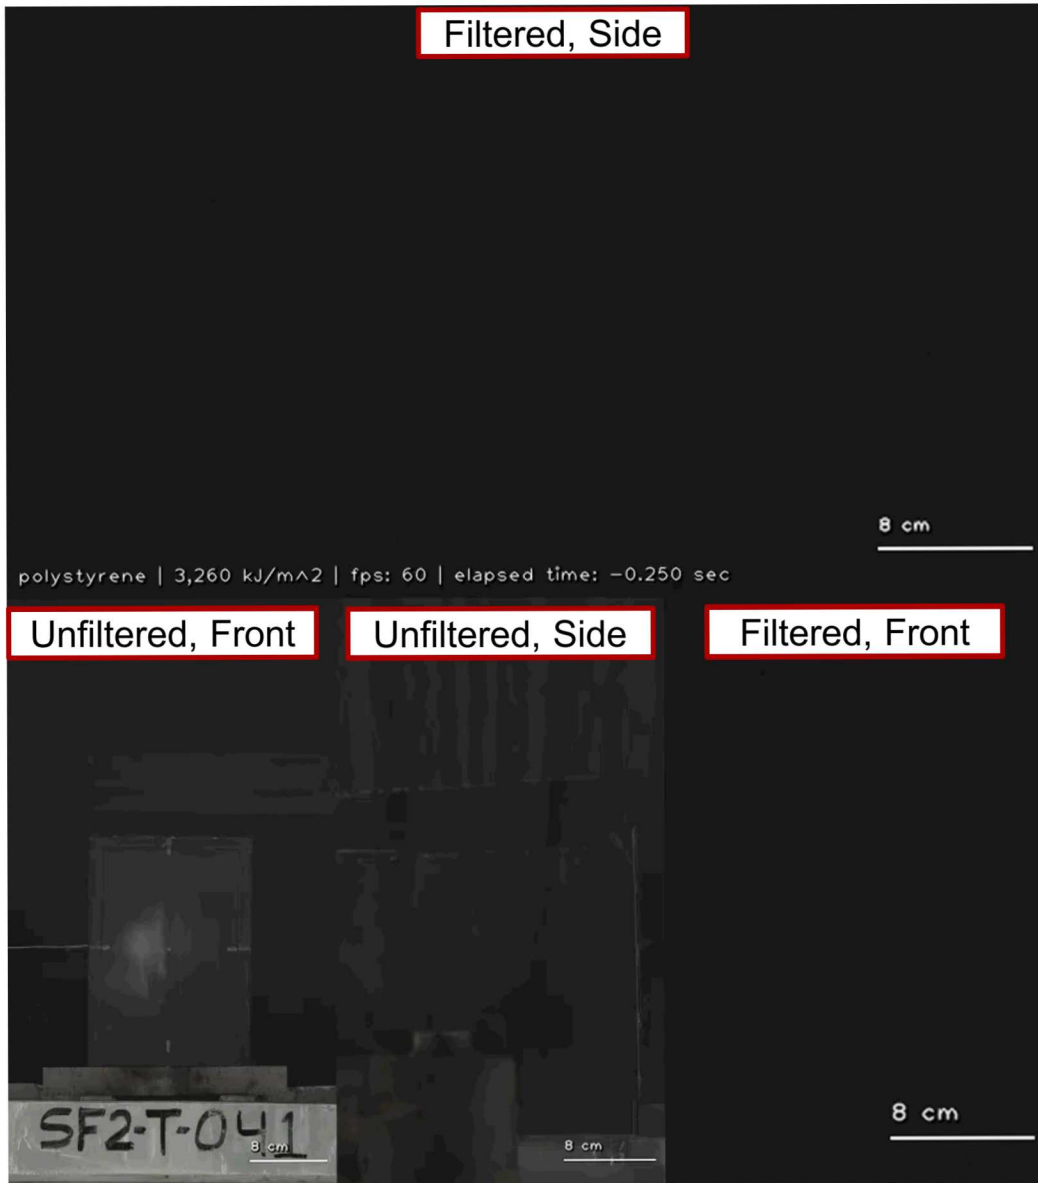 Filtered, Side
8 cm
polystyrene | 3,260 kJ/m^2 | fps: 60 | elapsed time: -0.250 sec
Unfiltered, Front
Unfiltered, Side
Filtered, Front
SF2-T-041
8 cm
8 cm
8 cm